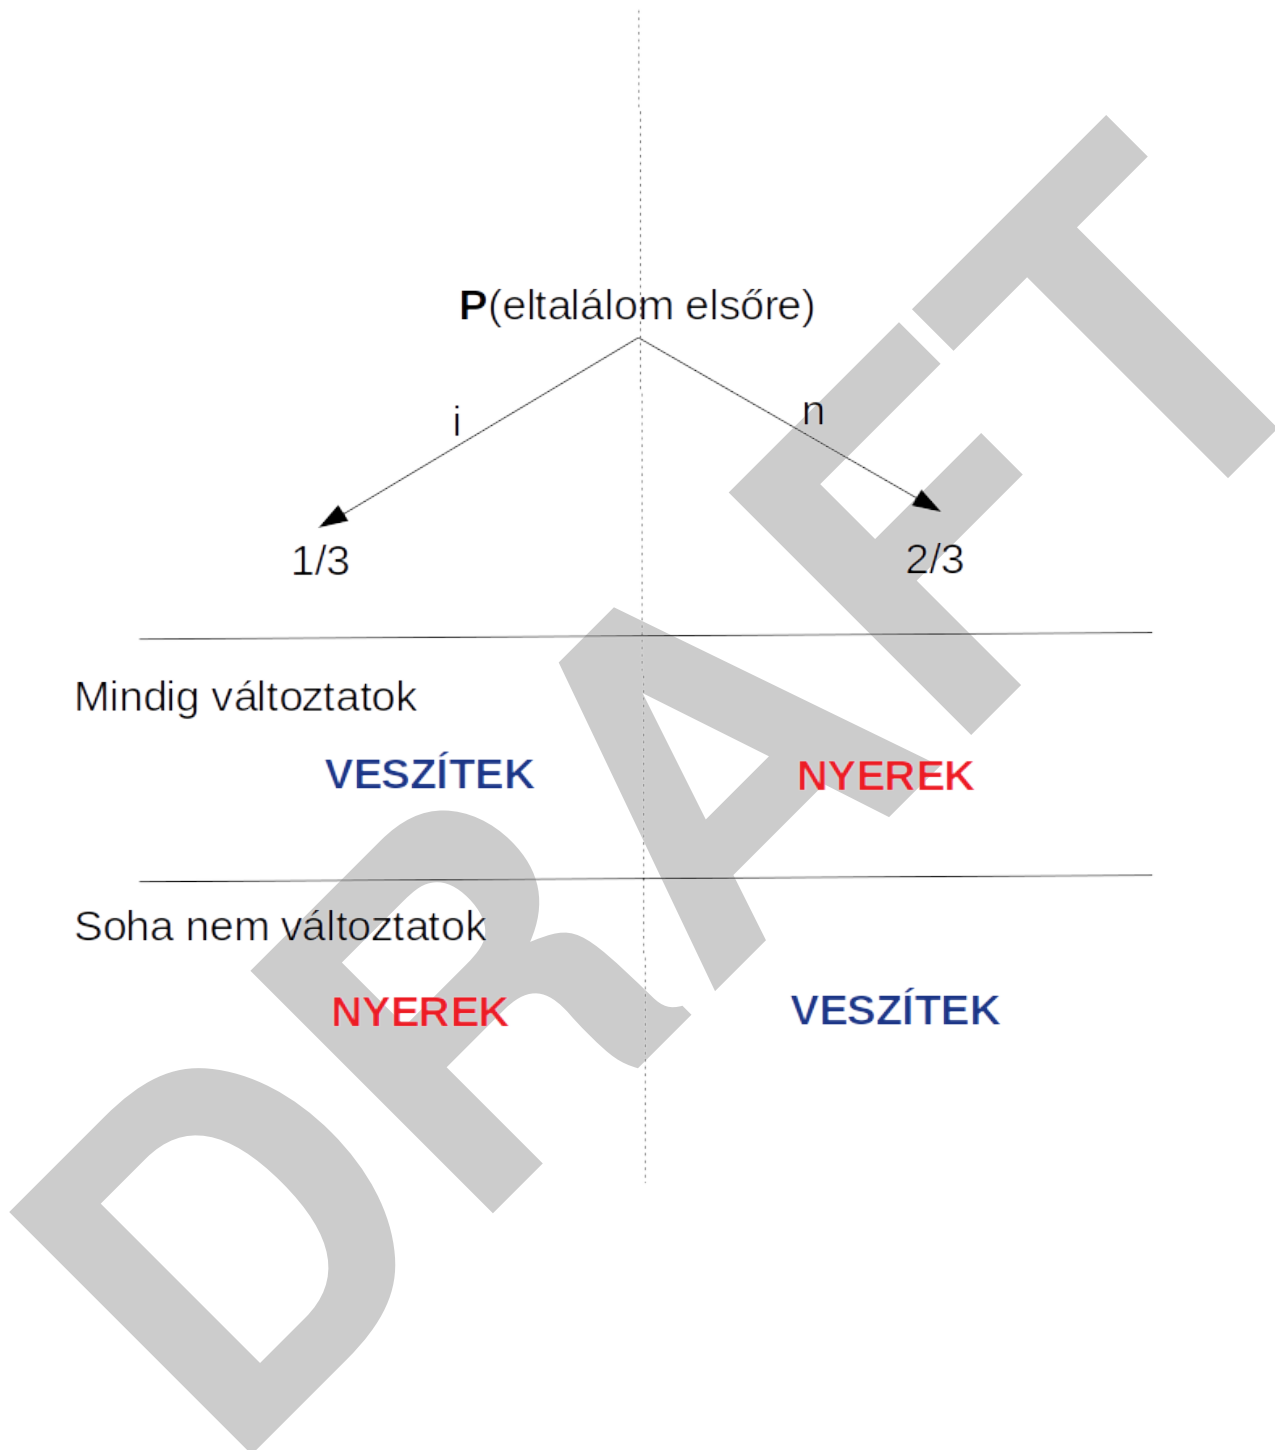 P(eltalálom elsőre)
i
n
1/3
2/3
Mindig változtatok
VESZÍTEK
NYEREK
Soha nem változtatok
NYEREK
VESZÍTEK
DRAFT